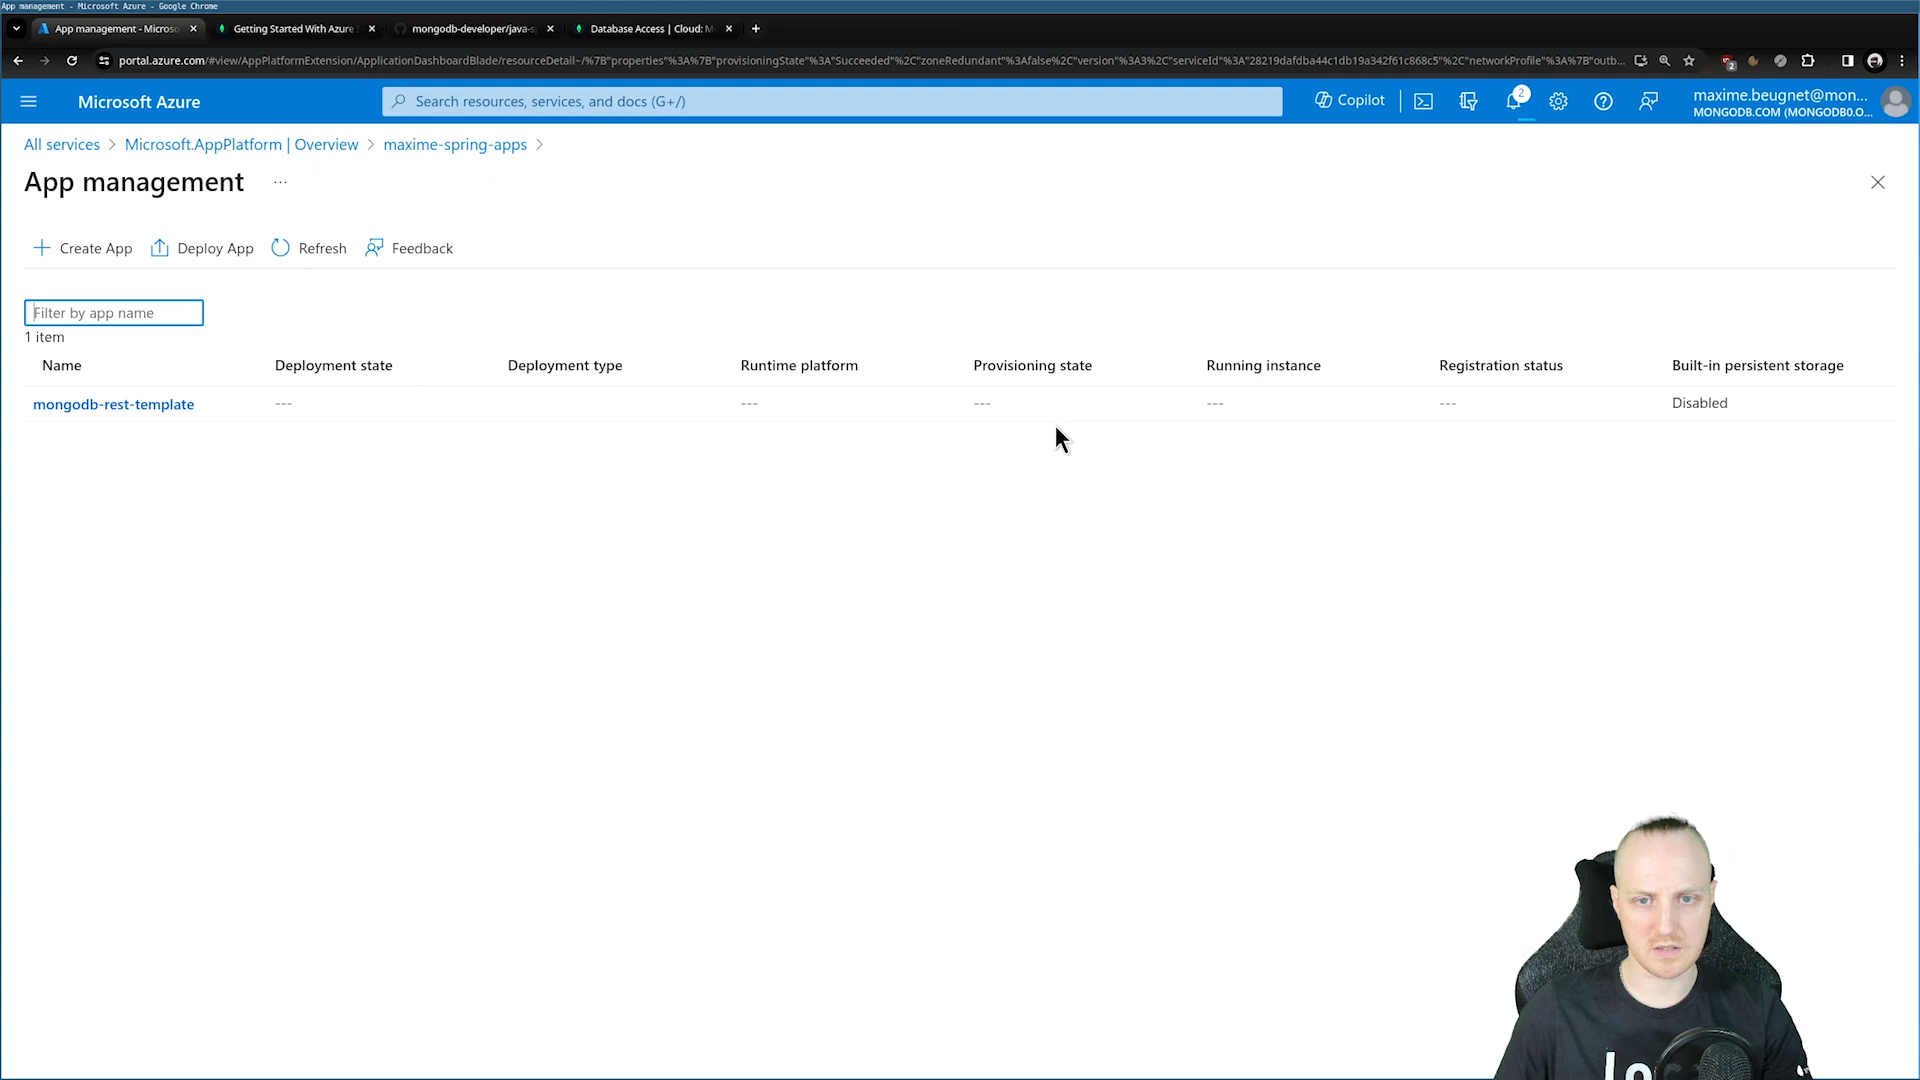 App management - Microsoft Azure - Google Chrome
App management - Microso
Getting Started With Azure
mongodb-developer/java-s
Database Access | Cloud: M
portal.azure.com/#view/AppPlatformExtension/ApplicationDashboardBlade/resourceDetail~/%7B"properties"%3A%7B"provisioningState"%3A"Succeeded"%2C"zoneRedundant"%3Afalse%2C"version"%3A3%2C"serviceId"%3A"28219dafdba44c1db19a342f61c868c5"%2C"networkProfile"%3A%7B"outb...
2
Microsoft Azure
Search resources, services, and docs (G+/)
Copilot
2
maxime.beugnet@mon...
MONGODB.COM (MONGODB0.O...
All services > Microsoft.AppPlatform | Overview > maxime-spring-apps >
App management ...
Create App
Deploy App
Refresh
Feedback
Filter by app name
1 item
Name Deployment state Deployment type Runtime platform Provisioning state Running instance Registration status Built-in persistent storage
mongodb-rest-template --- --- --- --- --- Disabled